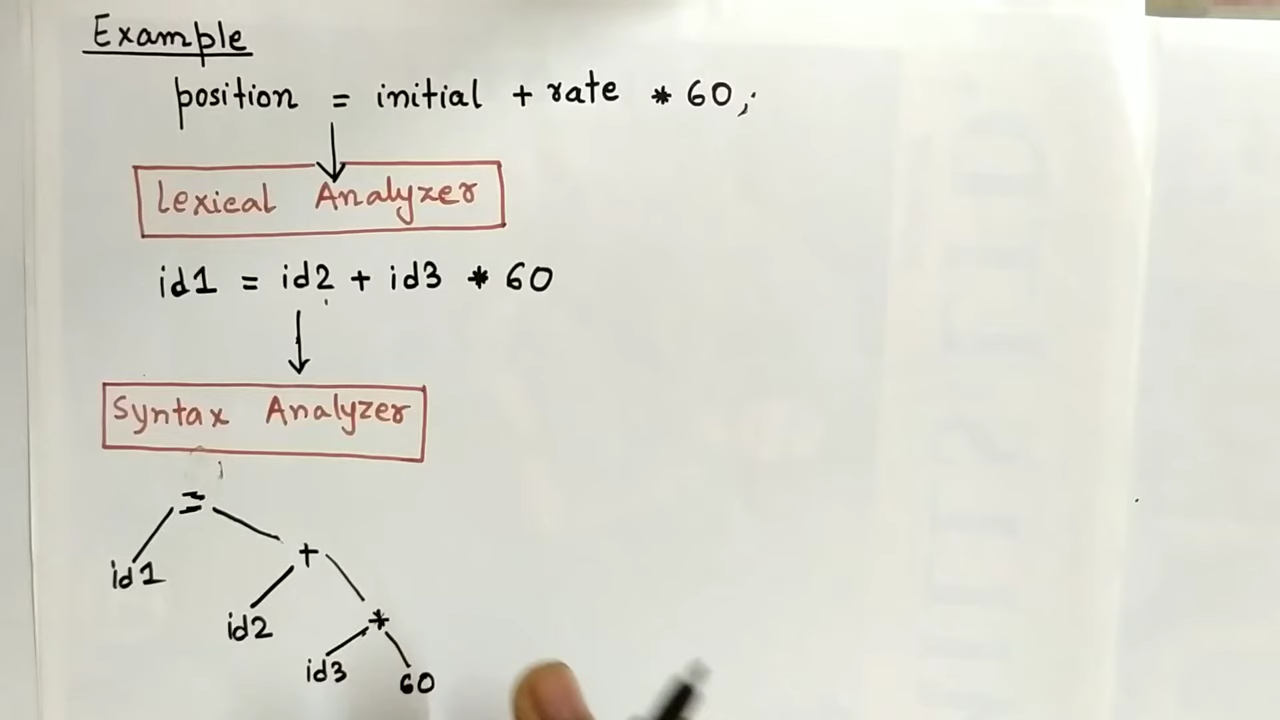 Example
position = initial + rate * 60;
Lexical Analyzer
id1 = id2 + id3 * 60
Syntax Analyzer
=
id1 +
id2 *
id3 60